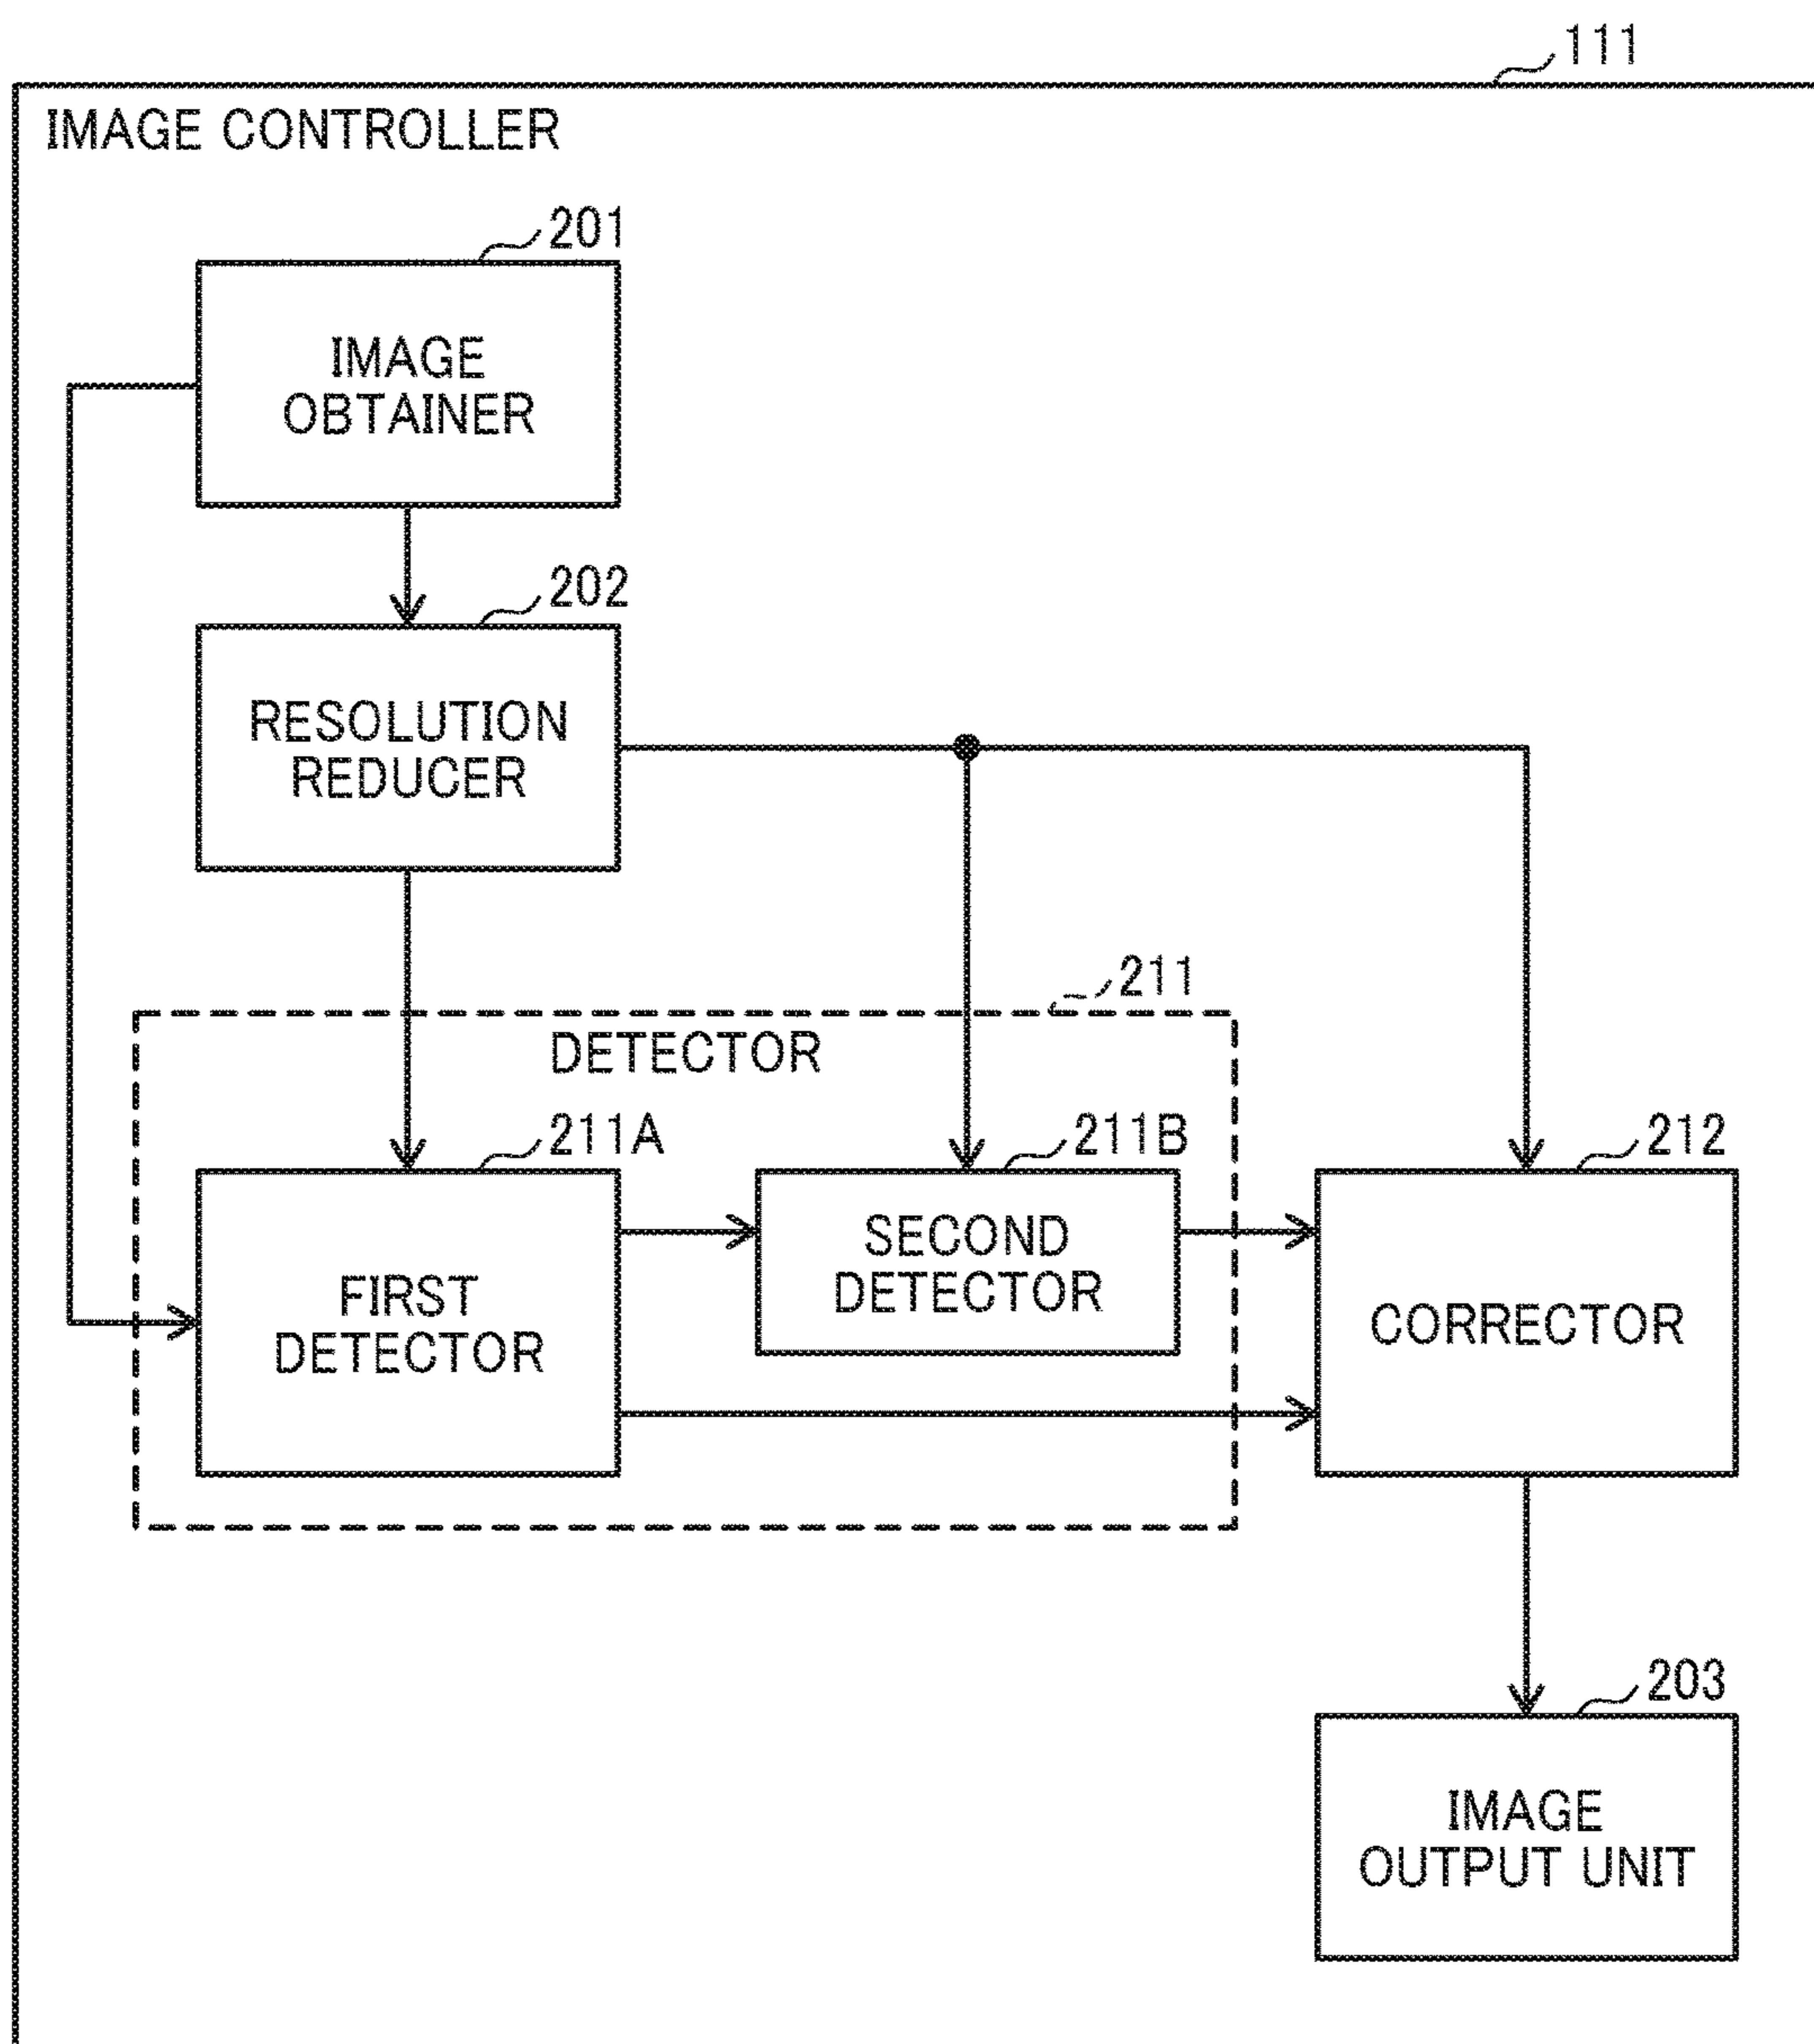 111
IMAGE CONTROLLER
201
IMAGE
OBTAINER
202
RESOLUTION
REDUCER
211
DETECTOR
211A
211B
212
FIRST
DETECTOR
SECOND
DETECTOR
CORRECTOR
203
IMAGE
OUTPUT UNIT